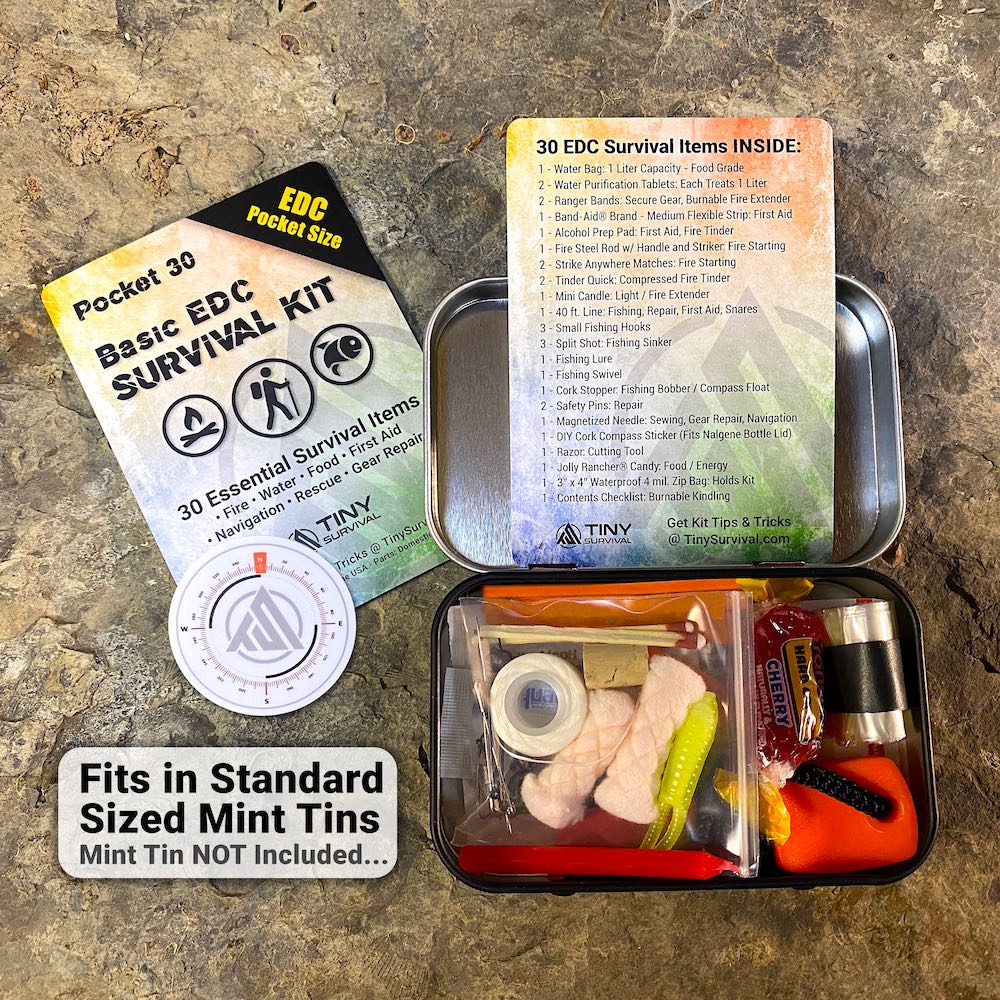 EDC
Pocket Size
Pocket 30
Basic EDC
SURVIVAL KIT
30 Essential Survival Items
• Fire • Water • Food • First Aid
• Navigation • Rescue • Gear Repair
TINY
SURVIVAL
Tricks @ TinySurv
USA - Parts: Domest
N
E
S
W
30 EDC Survival Items INSIDE:
1 - Water Bag: 1 Liter Capacity - Food Grade
2 - Water Purification Tablets: Each Treats 1 Liter
2 - Ranger Bands: Secure Gear, Burnable Fire Extender
1 - Band-Aid® Brand - Medium Flexible Strip: First Aid
1 - Alcohol Prep Pad: First Aid, Fire Tinder
1 - Fire Steel Rod w/ Handle and Striker: Fire Starting
2 - Strike Anywhere Matches: Fire Starting
2 - Tinder Quick: Compressed Fire Tinder
1 - Mini Candle: Light / Fire Extender
1 - 40 ft. Line: Fishing, Repair, First Aid, Snares
3 - Small Fishing Hooks
3 - Split Shot: Fishing Sinker
1 - Fishing Lure
1 - Fishing Swivel
1 - Cork Stopper: Fishing Bobber / Compass Float
2 - Safety Pins: Repair
1 - Magnetized Needle: Sewing, Gear Repair, Navigation
1 - DIY Cork Compass Sticker (Fits Nalgene Bottle Lid)
1 - Razor: Cutting Tool
1 - Jolly Rancher® Candy: Food / Energy
1 - 3" x 4" Waterproof 4 mil. Zip Bag: Holds Kit
1 - Contents Checklist: Burnable Kindling
TINY
SURVIVAL
Get Kit Tips & Tricks
@ TinySurvival.com
HARD
CHERRY
NATURALLY &
Fits in Standard
Sized Mint Tins
Mint Tin NOT Included...